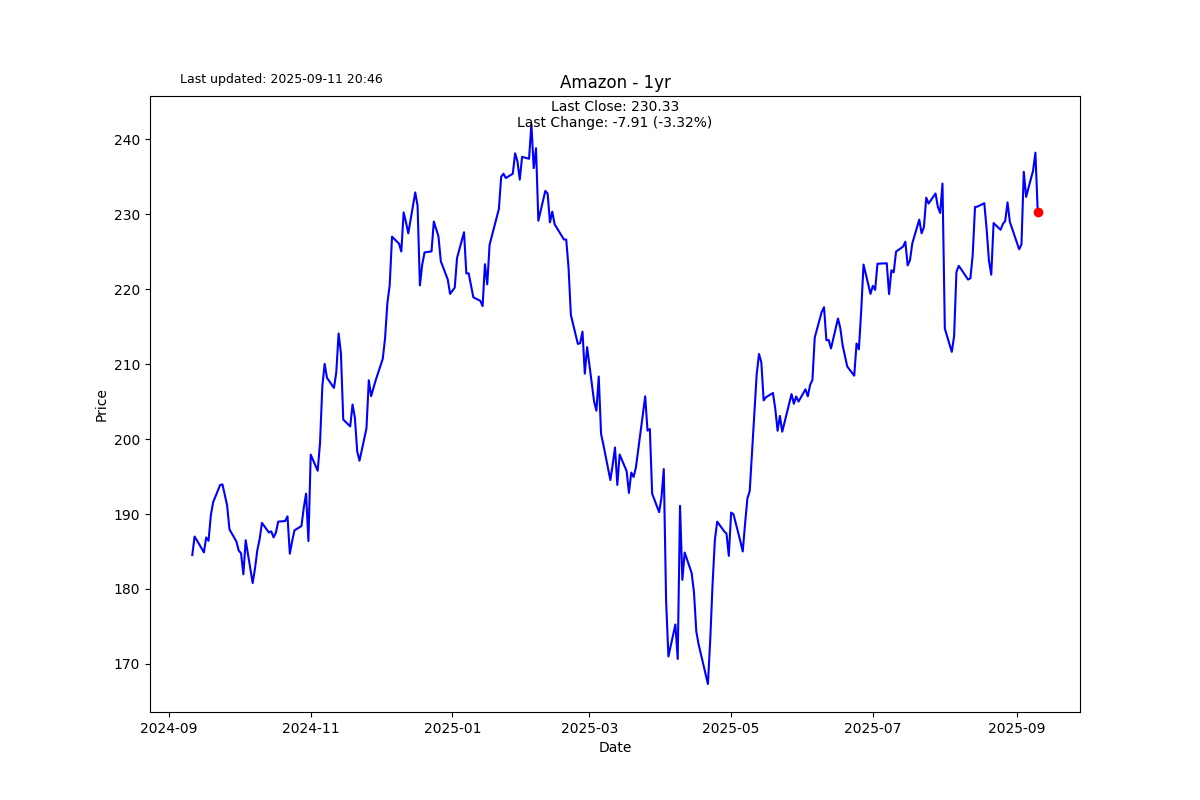 Last updated: 2025-09-11 20:46
Amazon - 1yr
Last Close: 230.33
Last Change: -7.91 (-3.32%)
240
230
220
210
200
190
180
170
Price
2024-09
2024-11
2025-01
2025-03
2025-05
2025-07
2025-09
Date